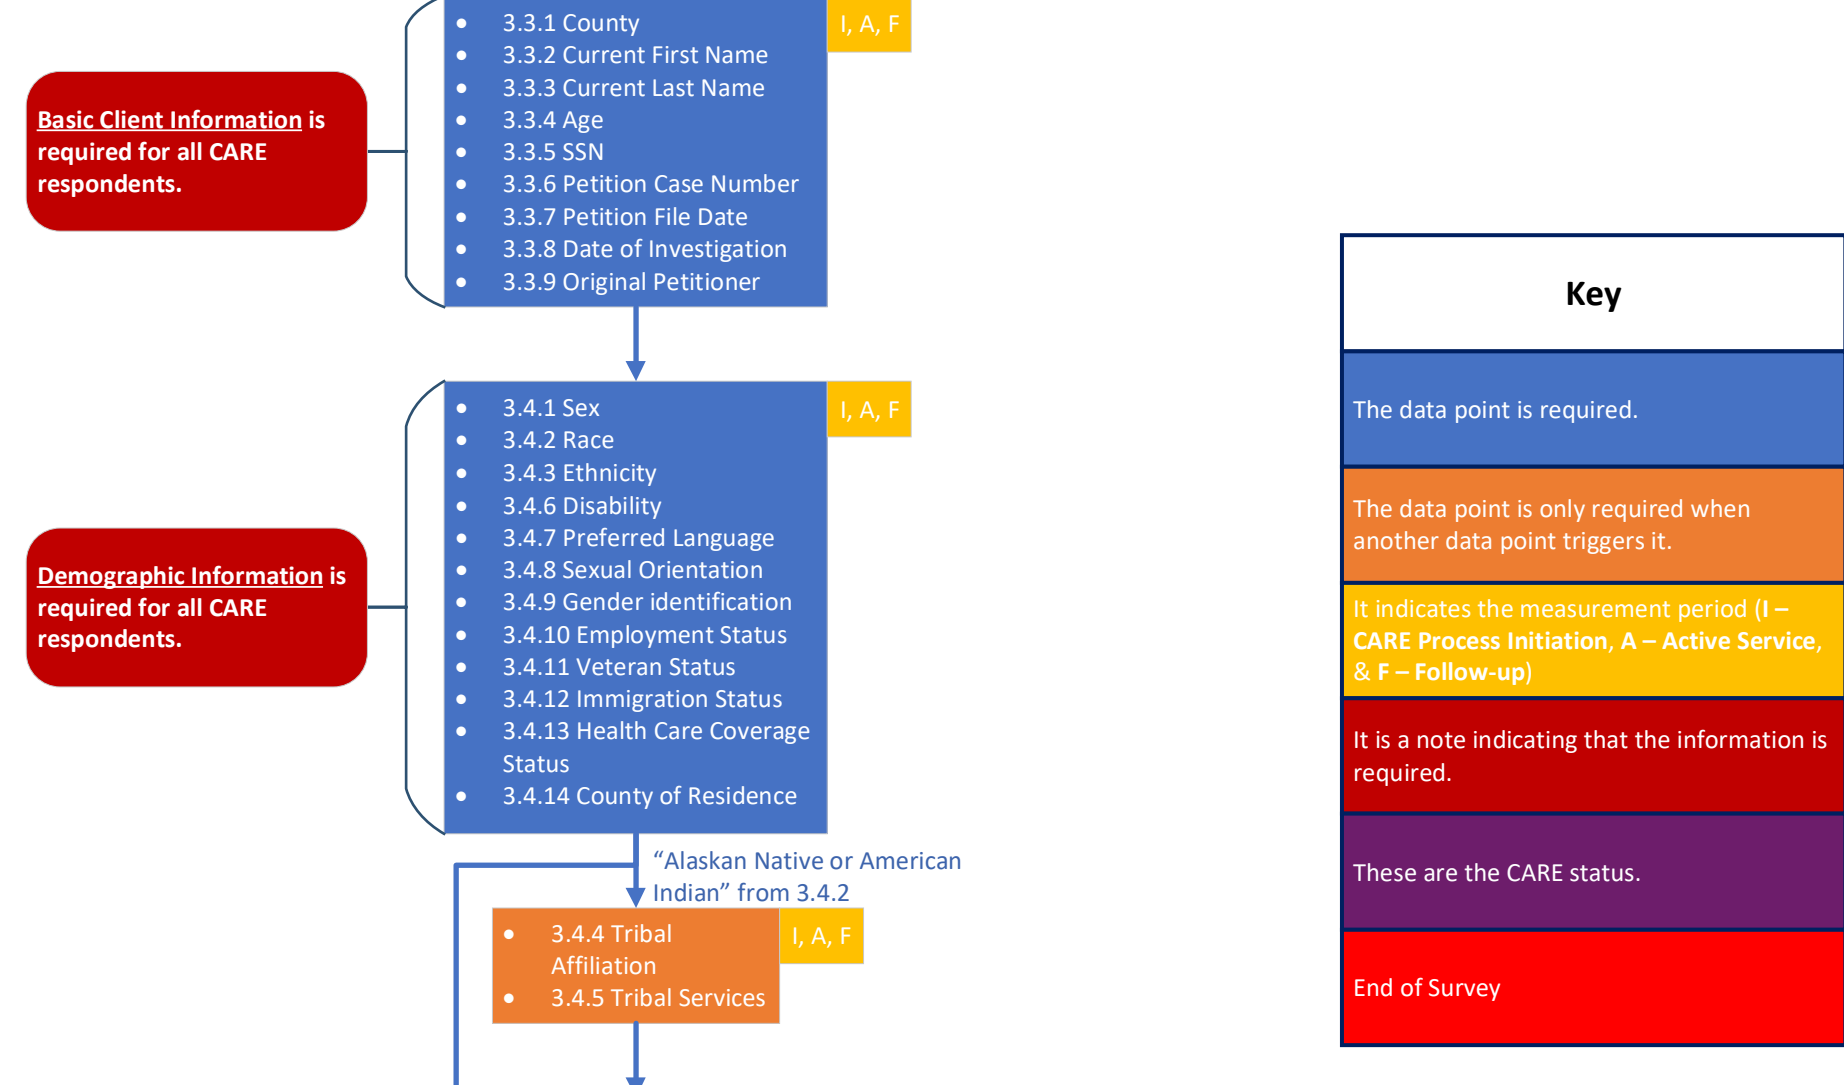 • 3.3.1 County
• 3.3.2 Current First Name
• 3.3.3 Current Last Name
• 3.3.4 Age
• 3.3.5 SSN
• 3.3.6 Petition Case Number
• 3.3.7 Petition File Date
• 3.3.8 Date of Investigation
• 3.3.9 Original Petitioner
I, A, F
Basic Client Information is
required for all CARE
respondents.
• 3.4.1 Sex
• 3.4.2 Race
• 3.4.3 Ethnicity
• 3.4.6 Disability
• 3.4.7 Preferred Language
• 3.4.8 Sexual Orientation
• 3.4.9 Gender identification
• 3.4.10 Employment Status
• 3.4.11 Veteran Status
• 3.4.12 Immigration Status
• 3.4.13 Health Care Coverage
Status
• 3.4.14 County of Residence
I, A, F
Demographic Information is
required for all CARE
respondents.
“Alaskan Native or American
Indian” from 3.4.2
• 3.4.4 Tribal
Affiliation
• 3.4.5 Tribal Services
I, A, F
Key
The data point is required.
The data point is only required when
another data point triggers it.
It indicates the measurement period (I –
CARE Process Initiation, A – Active Service,
& F – Follow-up)
It is a note indicating that the information is
required.
These are the CARE status.
End of Survey